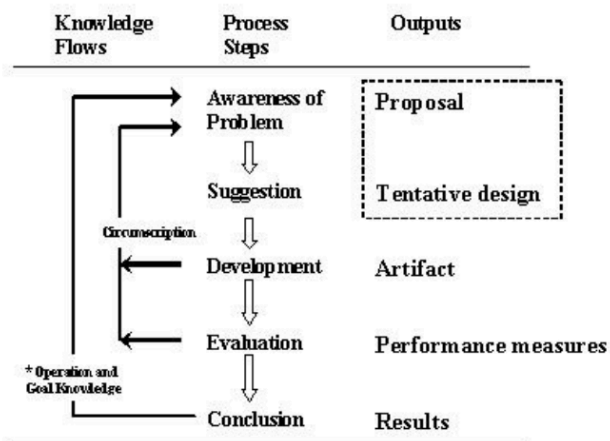 Knowledge Flows
Process Steps
Outputs
Awareness of Problem
Proposal
Suggestion
Tentative design
Circumscription
Development
Artifact
Evaluation
Performance measures
* Operation and Goal Knowledge
Conclusion
Results